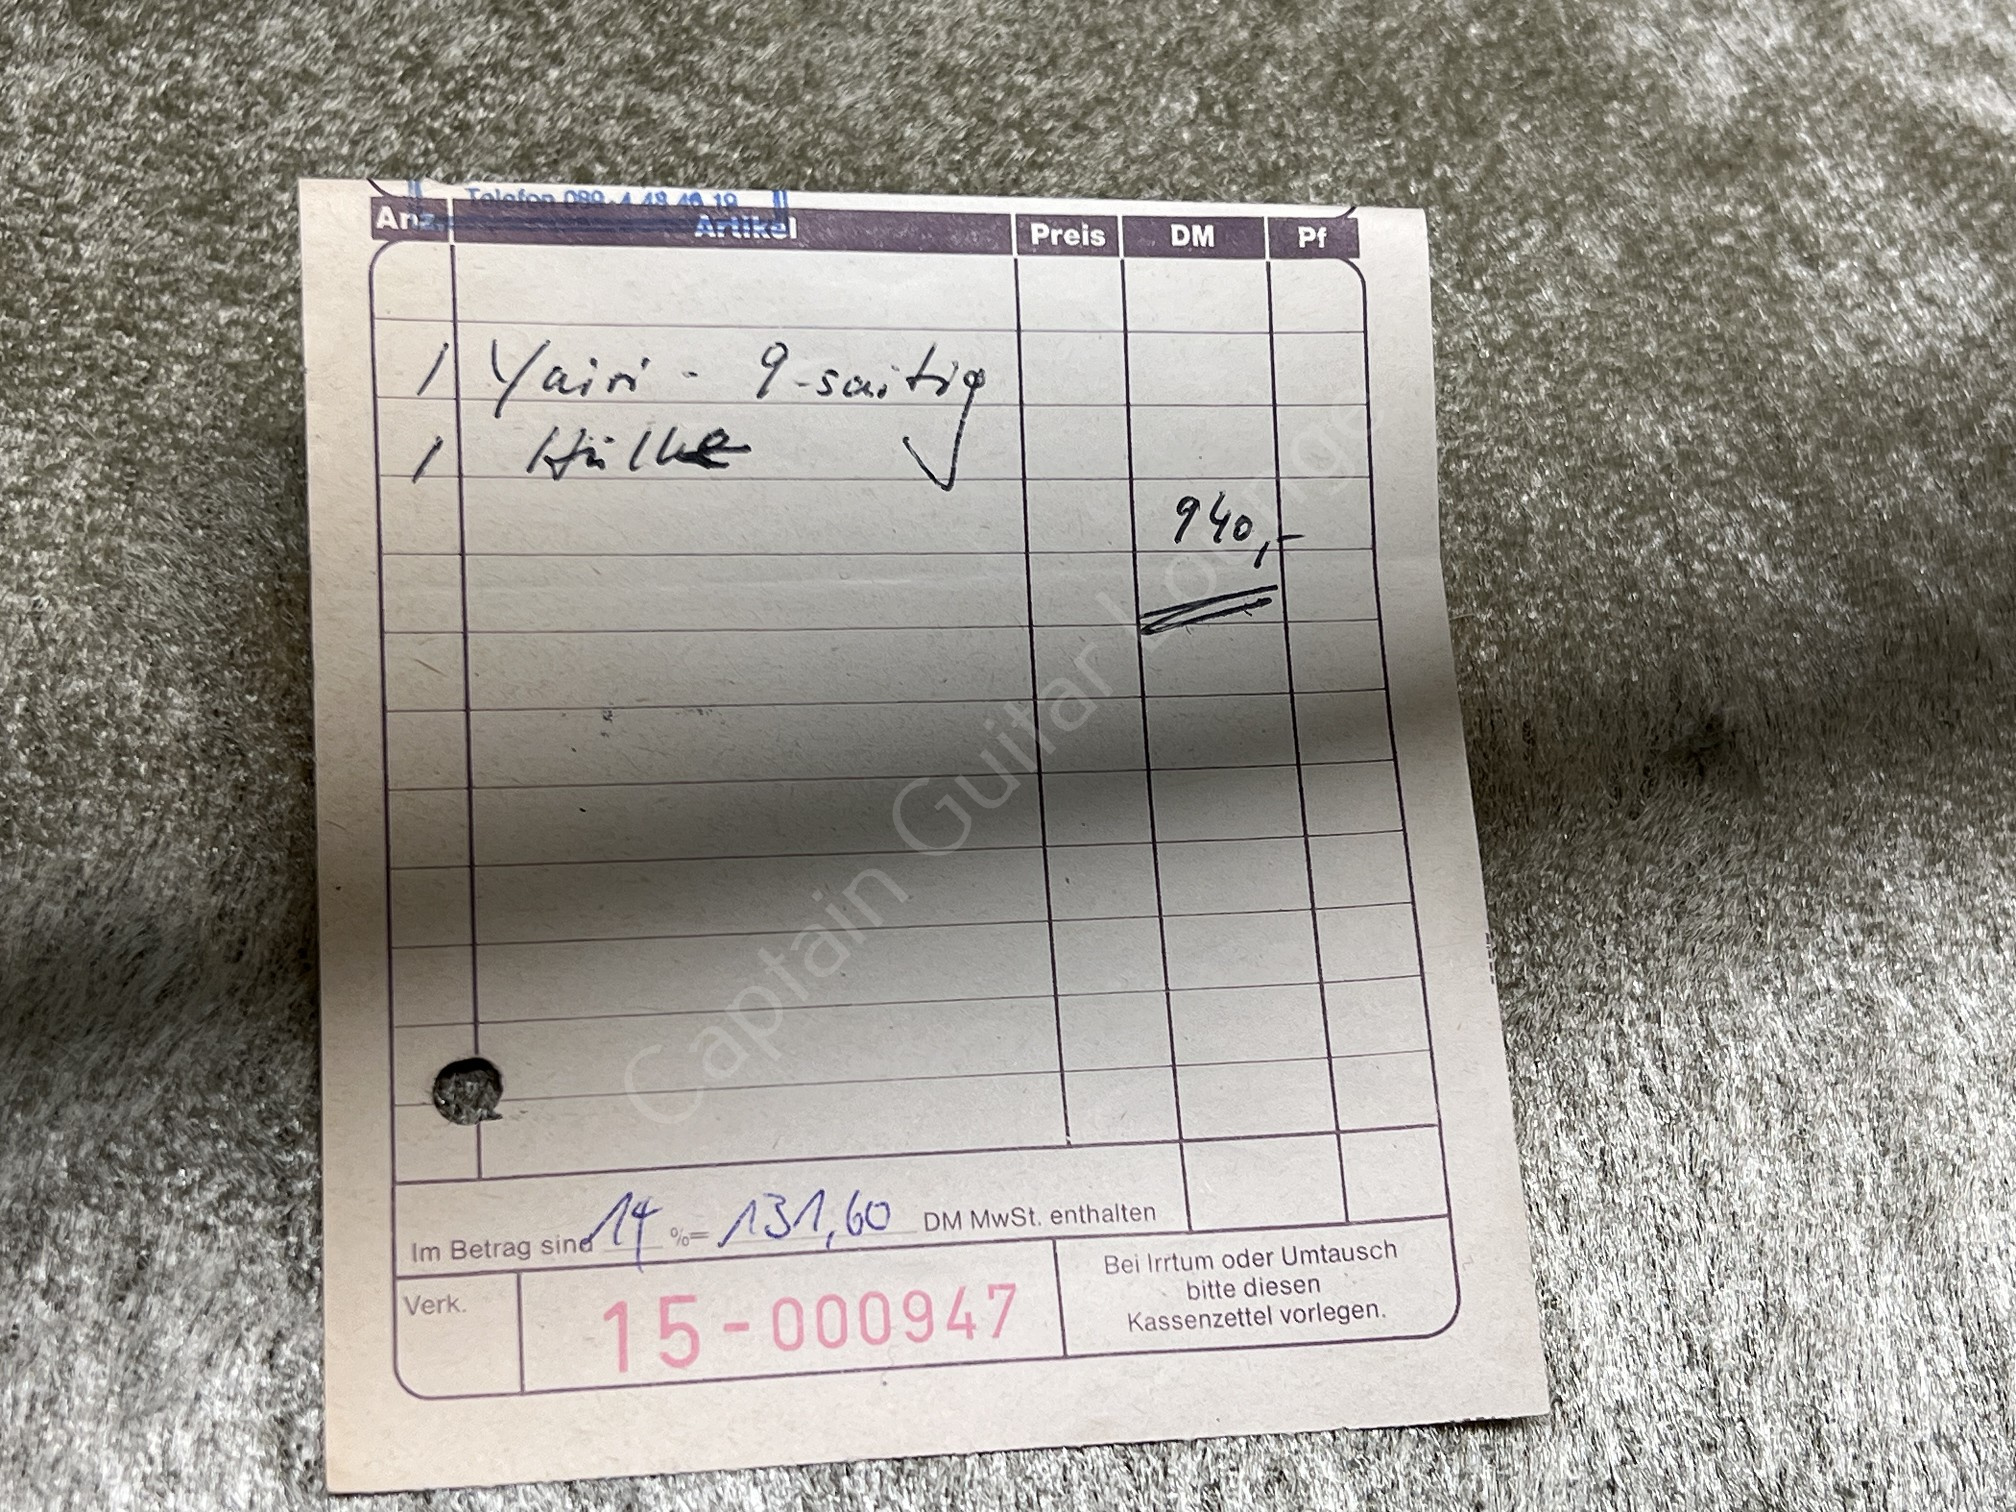 Telefon 089 - 4 48 40 18
Anz. Artikel Preis DM Pf
1 Yairi - 9-saitig
1 Hülle
940,-
Im Betrag sind 14 %= 131,60 DM MwSt. enthalten
Verk.
15-000947
Bei Irrtum oder Umtausch
bitte diesen
Kassenzettel vorlegen.
Captain Guitar Lounge